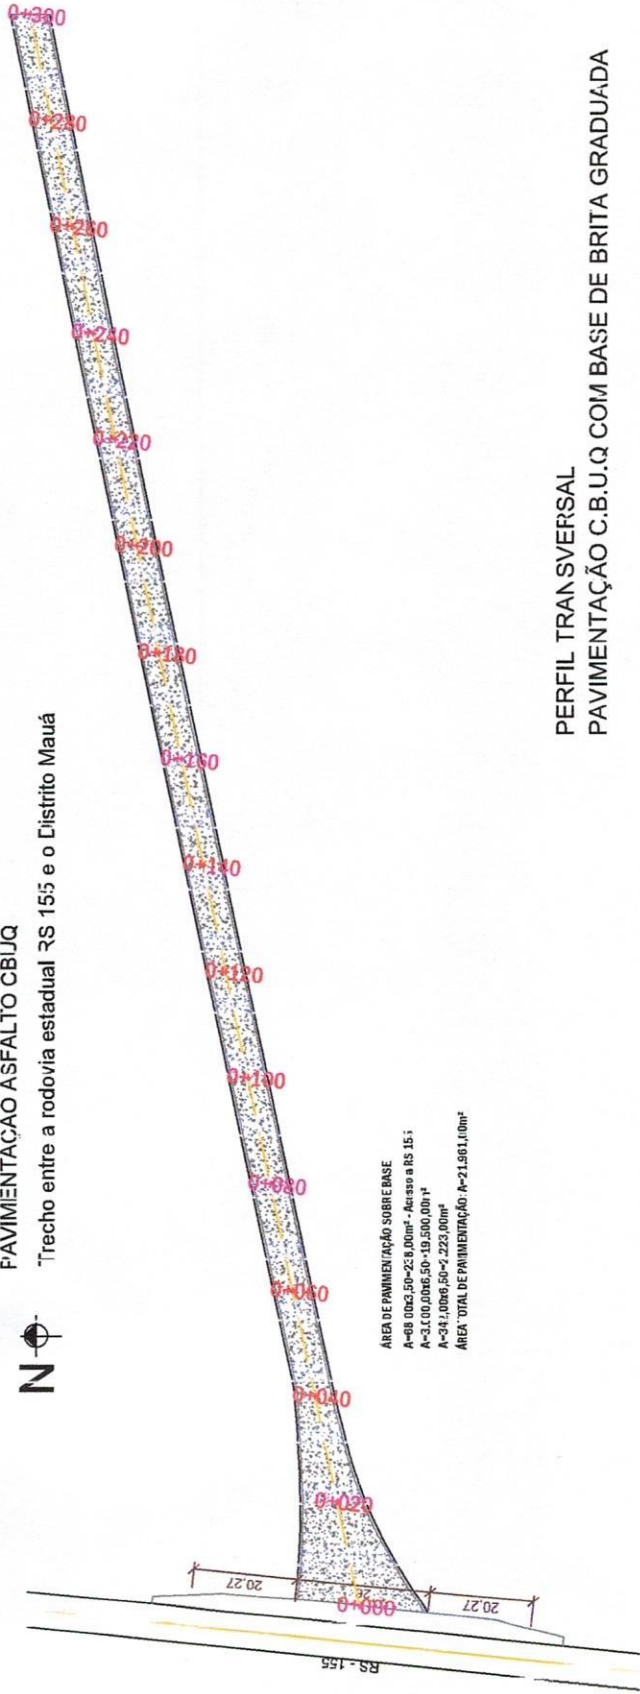 PAVIMENTAÇÃO ASFALTO CBUQ
Trecho entre a rodovia estadual RS 155 e o Distrito Mauá
N
0+300
0+280
0+260
0+240
0+220
0+200
0+180
0+160
0+140
0+120
0+100
0+080
0+060
0+040
0+020
0+000
20.27
26
20.27
RS - 155
ÁREA DE PAVIMENTAÇÃO SOBRE BASE
A=68,00x3,50=238,00m² - Acesso a RS 155
A=3.000,00x6,50=19.500,00m²
A=342,00x6,50=2.223,00m²
ÁREA TOTAL DE PAVIMENTAÇÃO: A=21.961,00m²
PERFIL TRANSVERSAL
PAVIMENTAÇÃO C.B.U.Q COM BASE DE BRITA GRADUADA